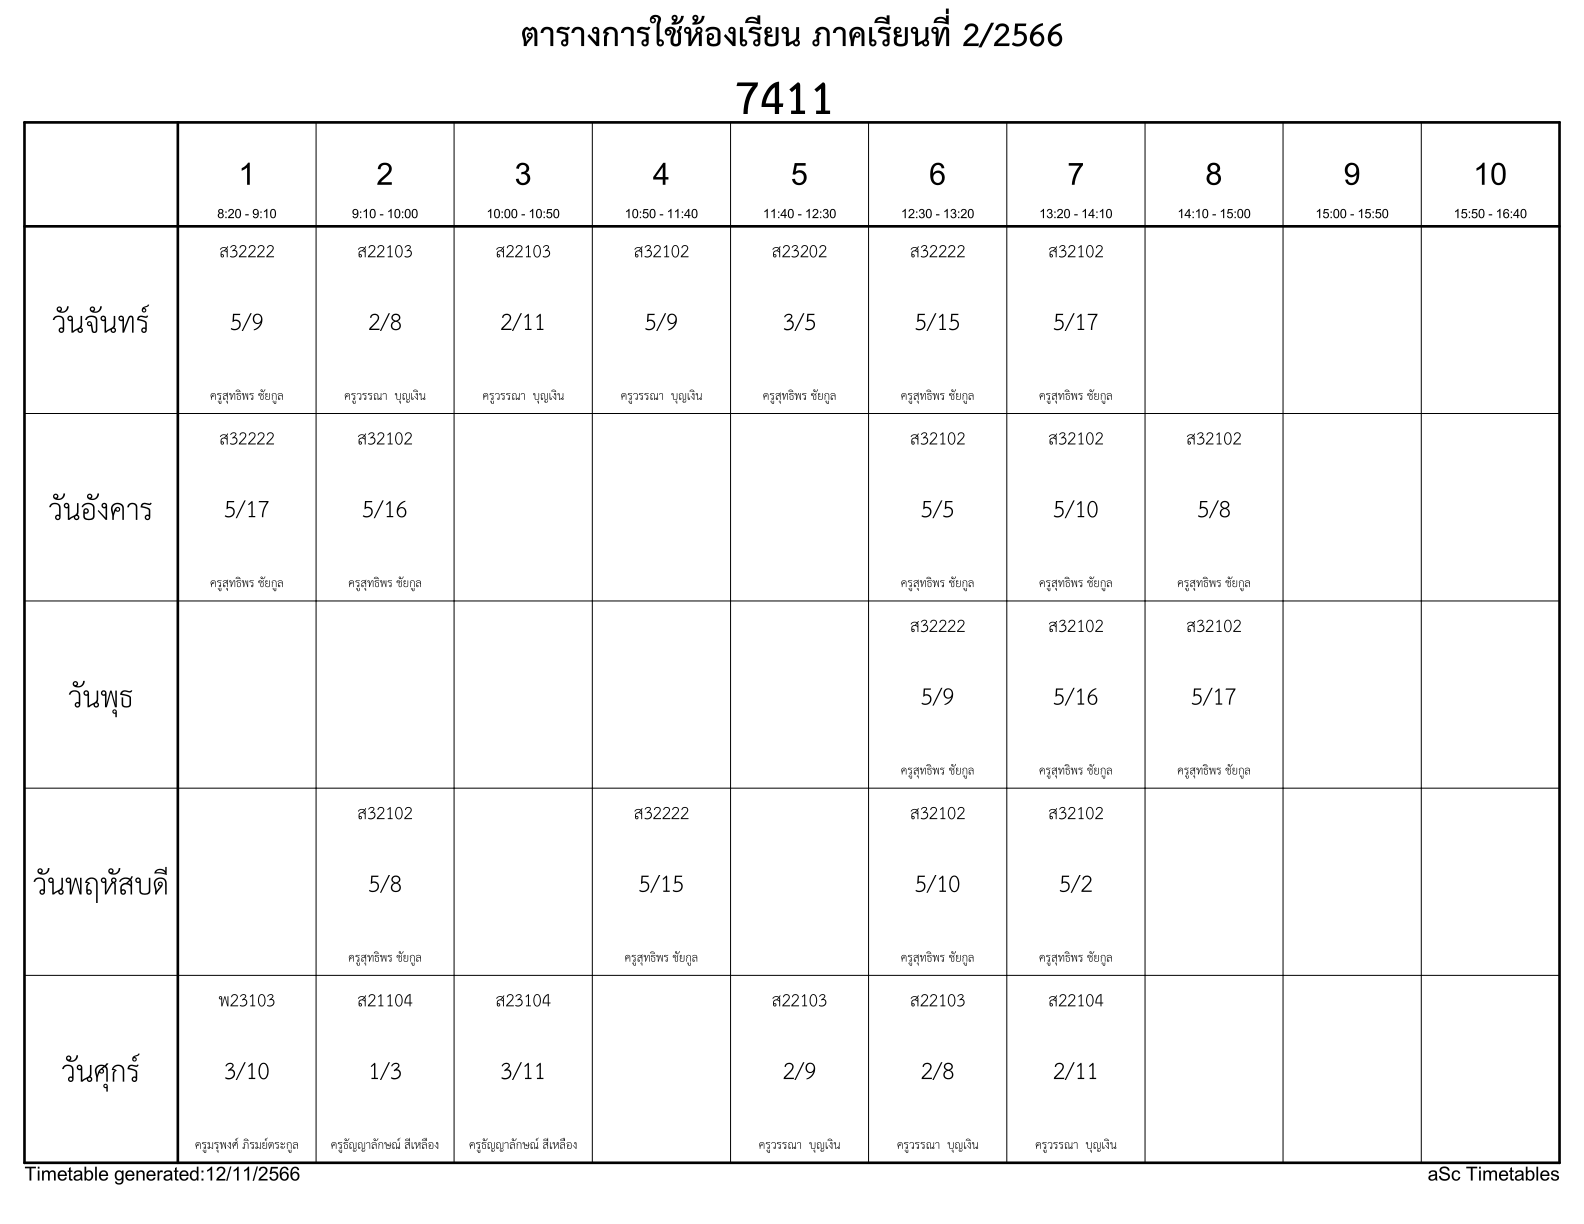 ตารางการใช้ห้องเรียน ภาคเรียนที่ 2/2566
7411
1 2 3 4 5 6 7 8 9 10
8:20 - 9:10 9:10 - 10:00 10:00 - 10:50 10:50 - 11:40 11:40 - 12:30 12:30 - 13:20 13:20 - 14:10 14:10 - 15:00 15:00 - 15:50 15:50 - 16:40
ส32222 ส22103 ส22103 ส32102 ส23202 ส32222 ส32102
วันจันทร์ 5/9 2/8 2/11 5/9 3/5 5/15 5/17
ครูสุทธิพร ชัยกูล ครูวรรณา บุญเงิน ครูวรรณา บุญเงิน ครูวรรณา บุญเงิน ครูสุทธิพร ชัยกูล ครูสุทธิพร ชัยกูล ครูสุทธิพร ชัยกูล
ส32222 ส32102 ส32102 ส32102 ส32102
วันอังคาร 5/17 5/16 5/5 5/10 5/8
ครูสุทธิพร ชัยกูล ครูสุทธิพร ชัยกูล ครูสุทธิพร ชัยกูล ครูสุทธิพร ชัยกูล ครูสุทธิพร ชัยกูล
ส32222 ส32102 ส32102
วันพุธ 5/9 5/16 5/17
ครูสุทธิพร ชัยกูล ครูสุทธิพร ชัยกูล ครูสุทธิพร ชัยกูล
ส32102 ส32222 ส32102 ส32102
วันพฤหัสบดี 5/8 5/15 5/10 5/2
ครูสุทธิพร ชัยกูล ครูสุทธิพร ชัยกูล ครูสุทธิพร ชัยกูล ครูสุทธิพร ชัยกูล
พ23103 ส21104 ส23104 ส22103 ส22103 ส22104
วันศุกร์ 3/10 1/3 3/11 2/9 2/8 2/11
ครูมรุพงศ์ ภิรมย์ตระกูล ครูธัญญาลักษณ์ สีเหลือง ครูธัญญาลักษณ์ สีเหลือง ครูวรรณา บุญเงิน ครูวรรณา บุญเงิน ครูวรรณา บุญเงิน
Timetable generated:12/11/2566 aSc Timetables